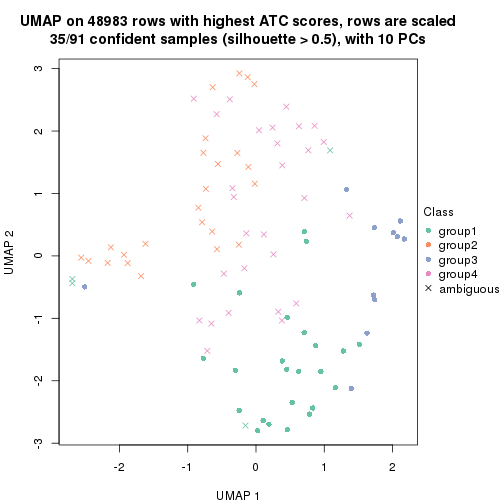 UMAP on 48983 rows with highest ATC scores, rows are scaled
35/91 confident samples (silhouette > 0.5), with 10 PCs
3
2
1
0
-1
-2
-3
UMAP 2
-2
-1
0
1
2
UMAP 1
Class
group1
group2
group3
group4
ambiguous